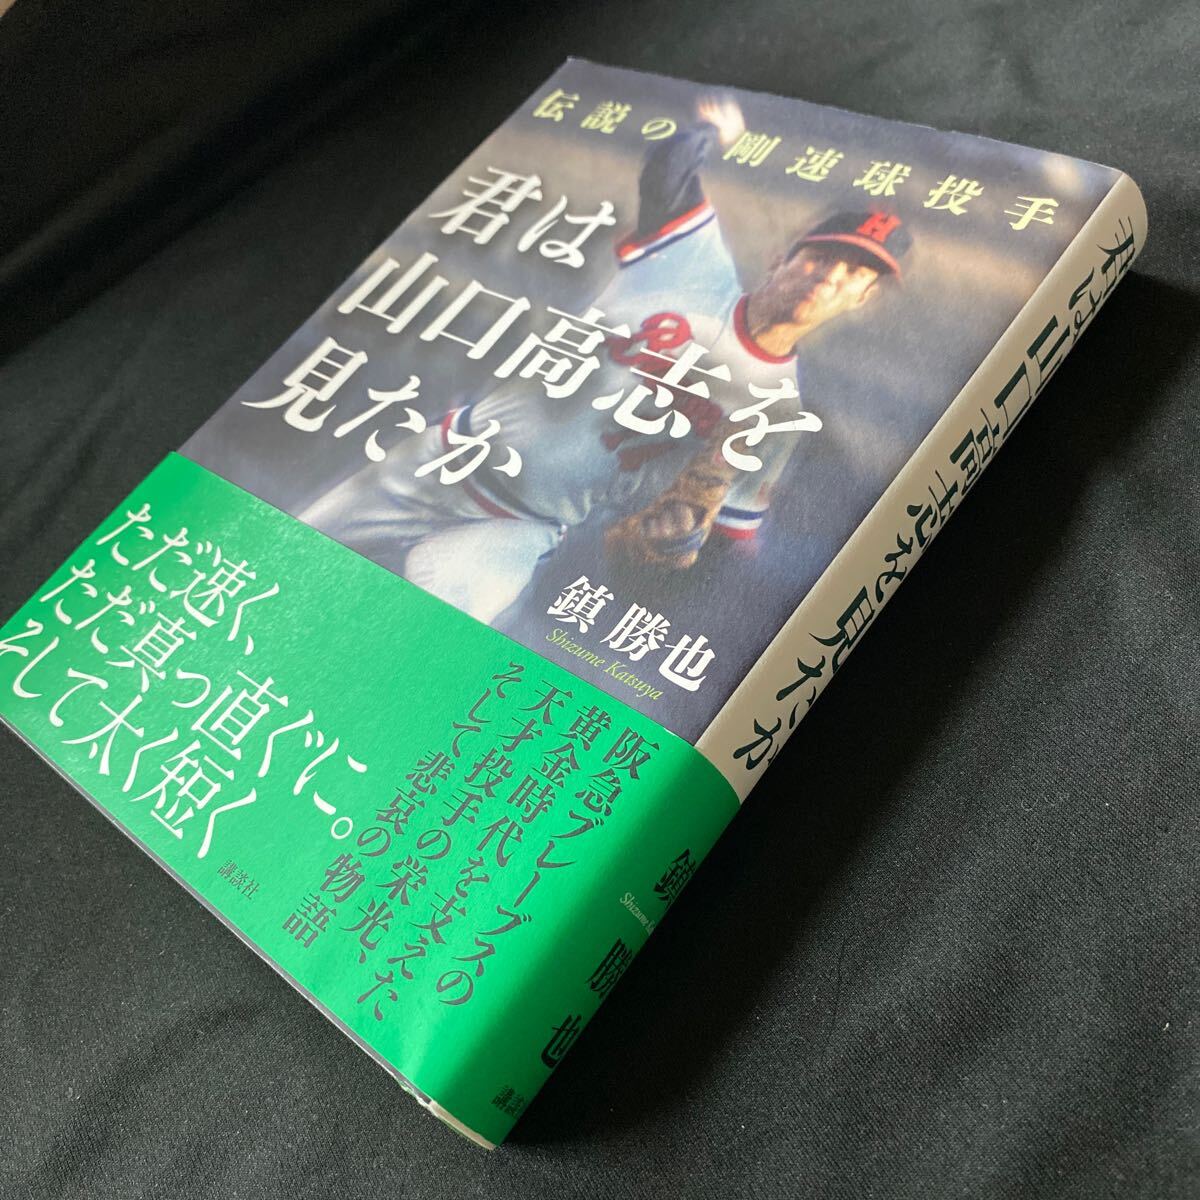 伝説の剛速球投手
君は
山口高志を
見たか
鎮勝也
Shizume Katsuya
H
ただ速く、
ただ真っ直ぐに。
そして太く短く
阪急ブレーブスの
黄金時代を支えた
天才投手の栄光、
そして悲哀の物語
講談社
君は山口高志を見たか
鎮勝也